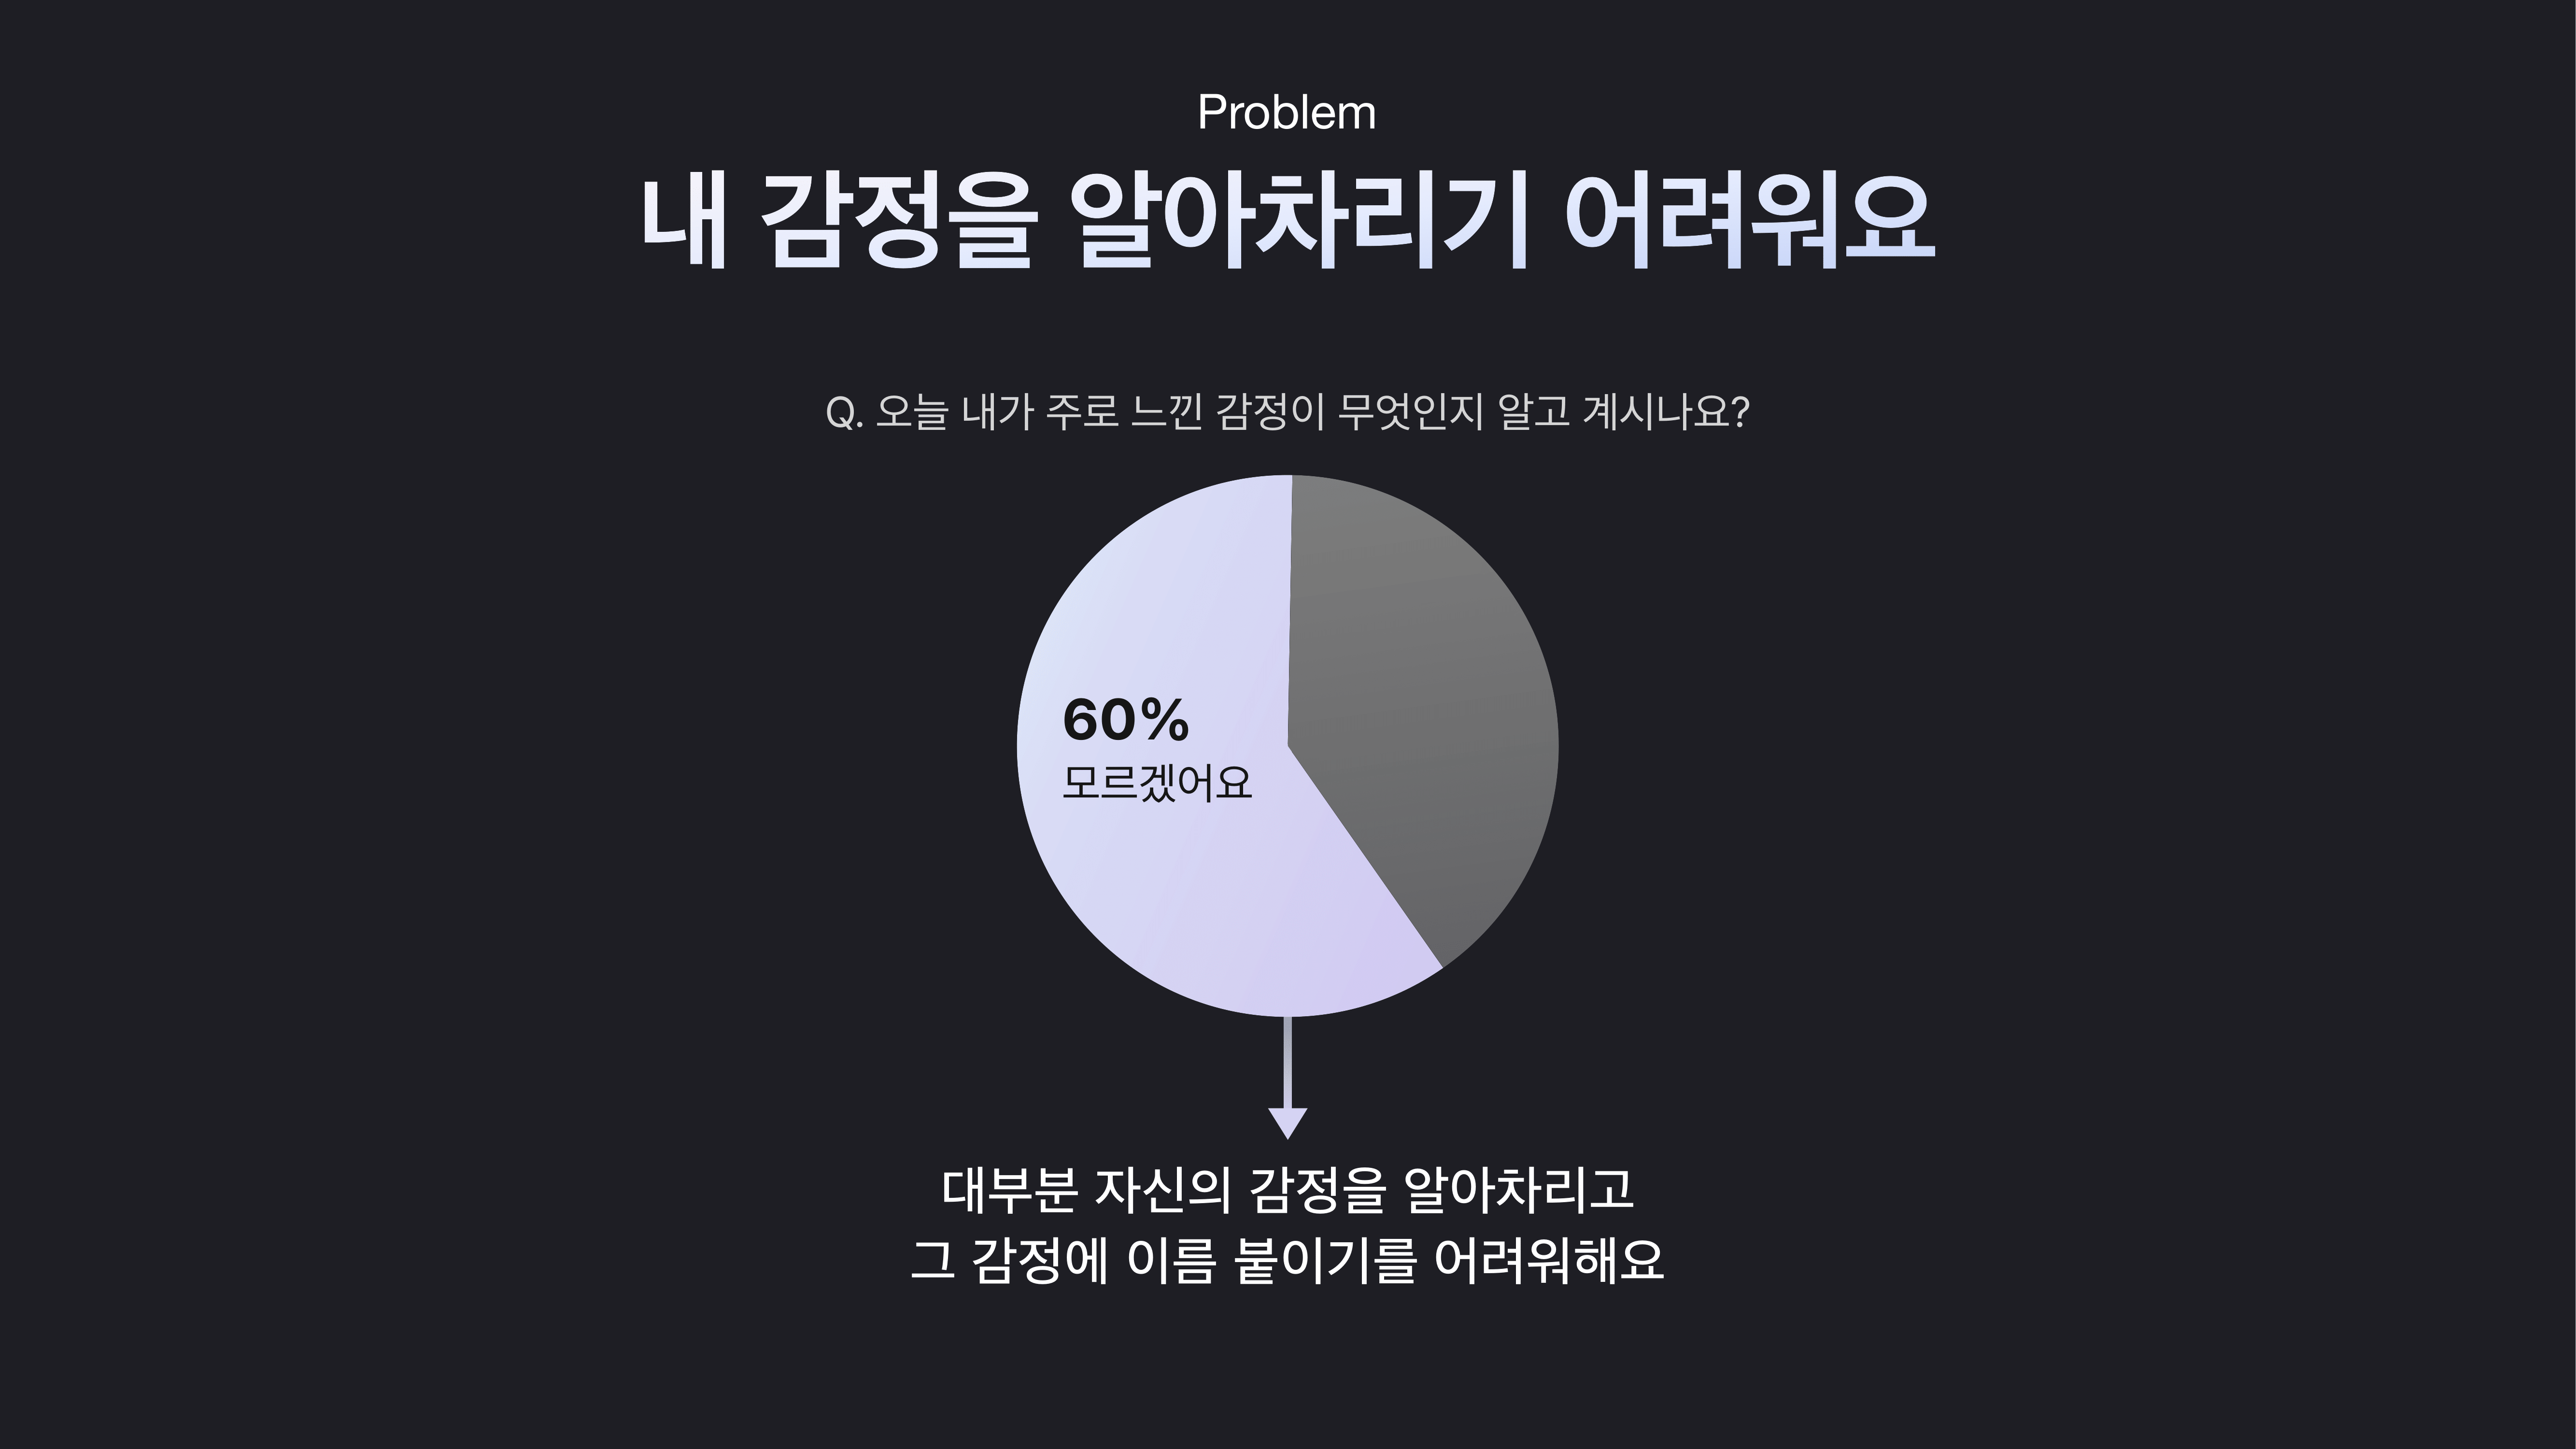 Problem
내 감정을 알아차리기 어려워요
Q. 오늘 내가 주로 느낀 감정이 무엇인지 알고 계시나요?
60%
모르겠어요
대부분 자신의 감정을 알아차리고
그 감정에 이름 붙이기를 어려워해요